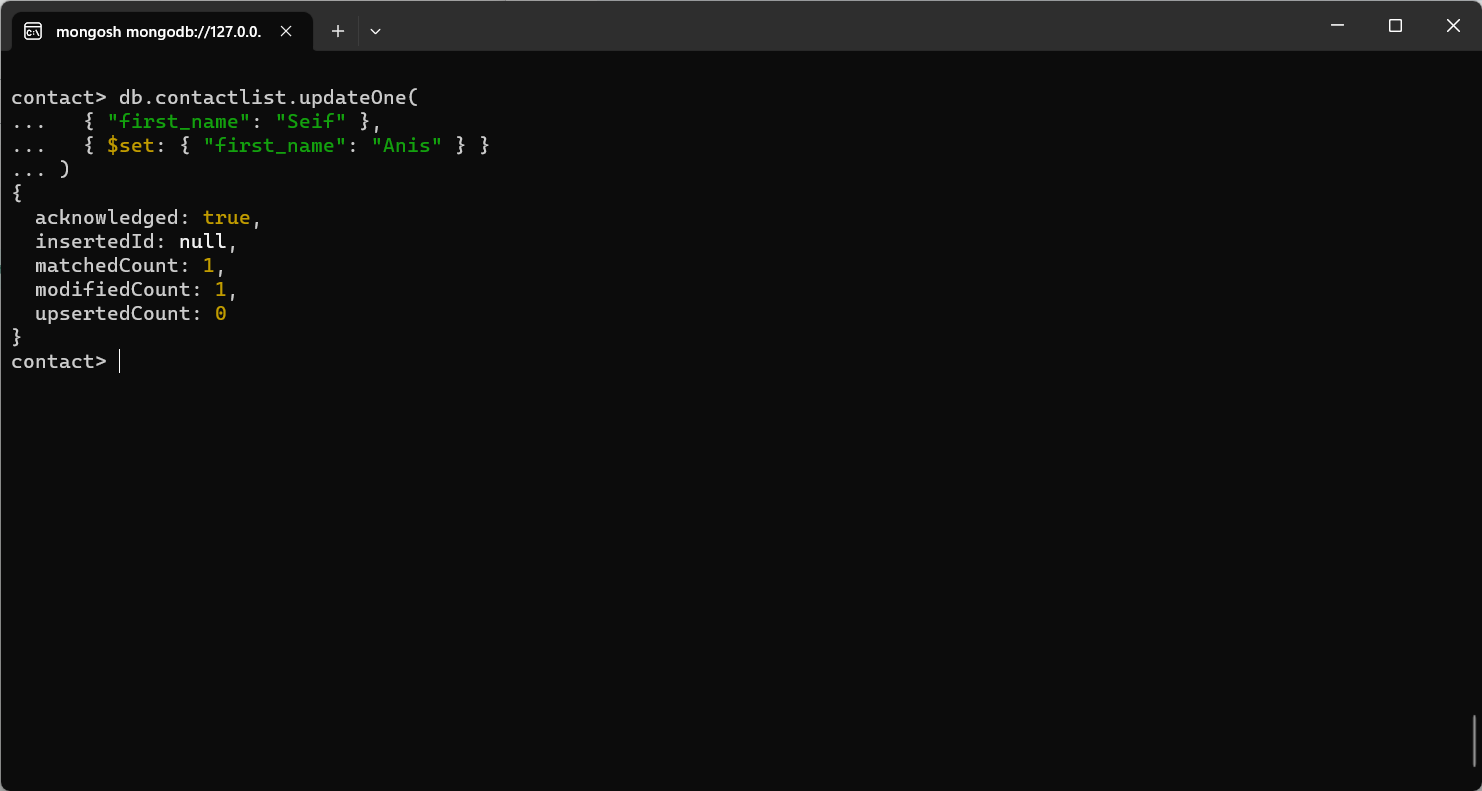 mongosh mongodb://127.0.0.
contact> db.contactlist.updateOne(
...   { "first_name": "Seif" },
...   { $set: { "first_name": "Anis" } }
... )
{
  acknowledged: true,
  insertedId: null,
  matchedCount: 1,
  modifiedCount: 1,
  upsertedCount: 0
}
contact>